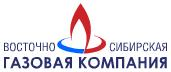 ВОСТОЧНО СИБИРСКАЯ
ГАЗОВАЯ КОМПАНИЯ